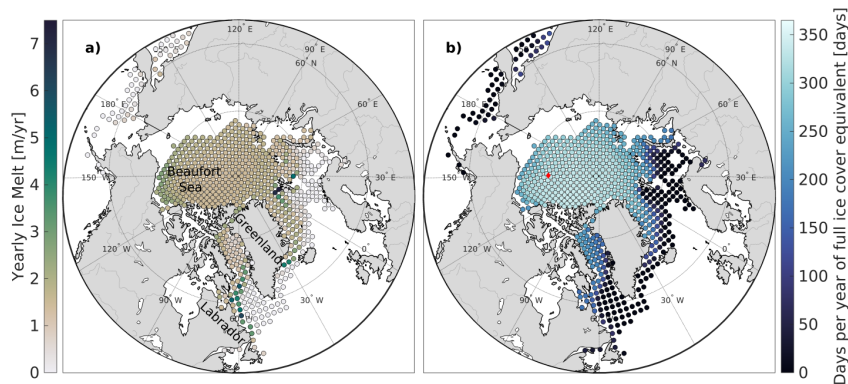 Yearly Ice Melt [m/yr]
7
6
5
4
3
2
1
0
a)
120° E
90° E
60° N
60° E
180° W
30° E
150° W
Beaufort
Sea
Greenland
0°
120° W
30° W
90° W
Labrador
b)
120° E
90° E
60° N
60° E
180° W
30° E
150° W
0°
120° W
30° W
90° W
350
300
250
200
150
100
50
0
Days per year of full ice cover equivalent [days]